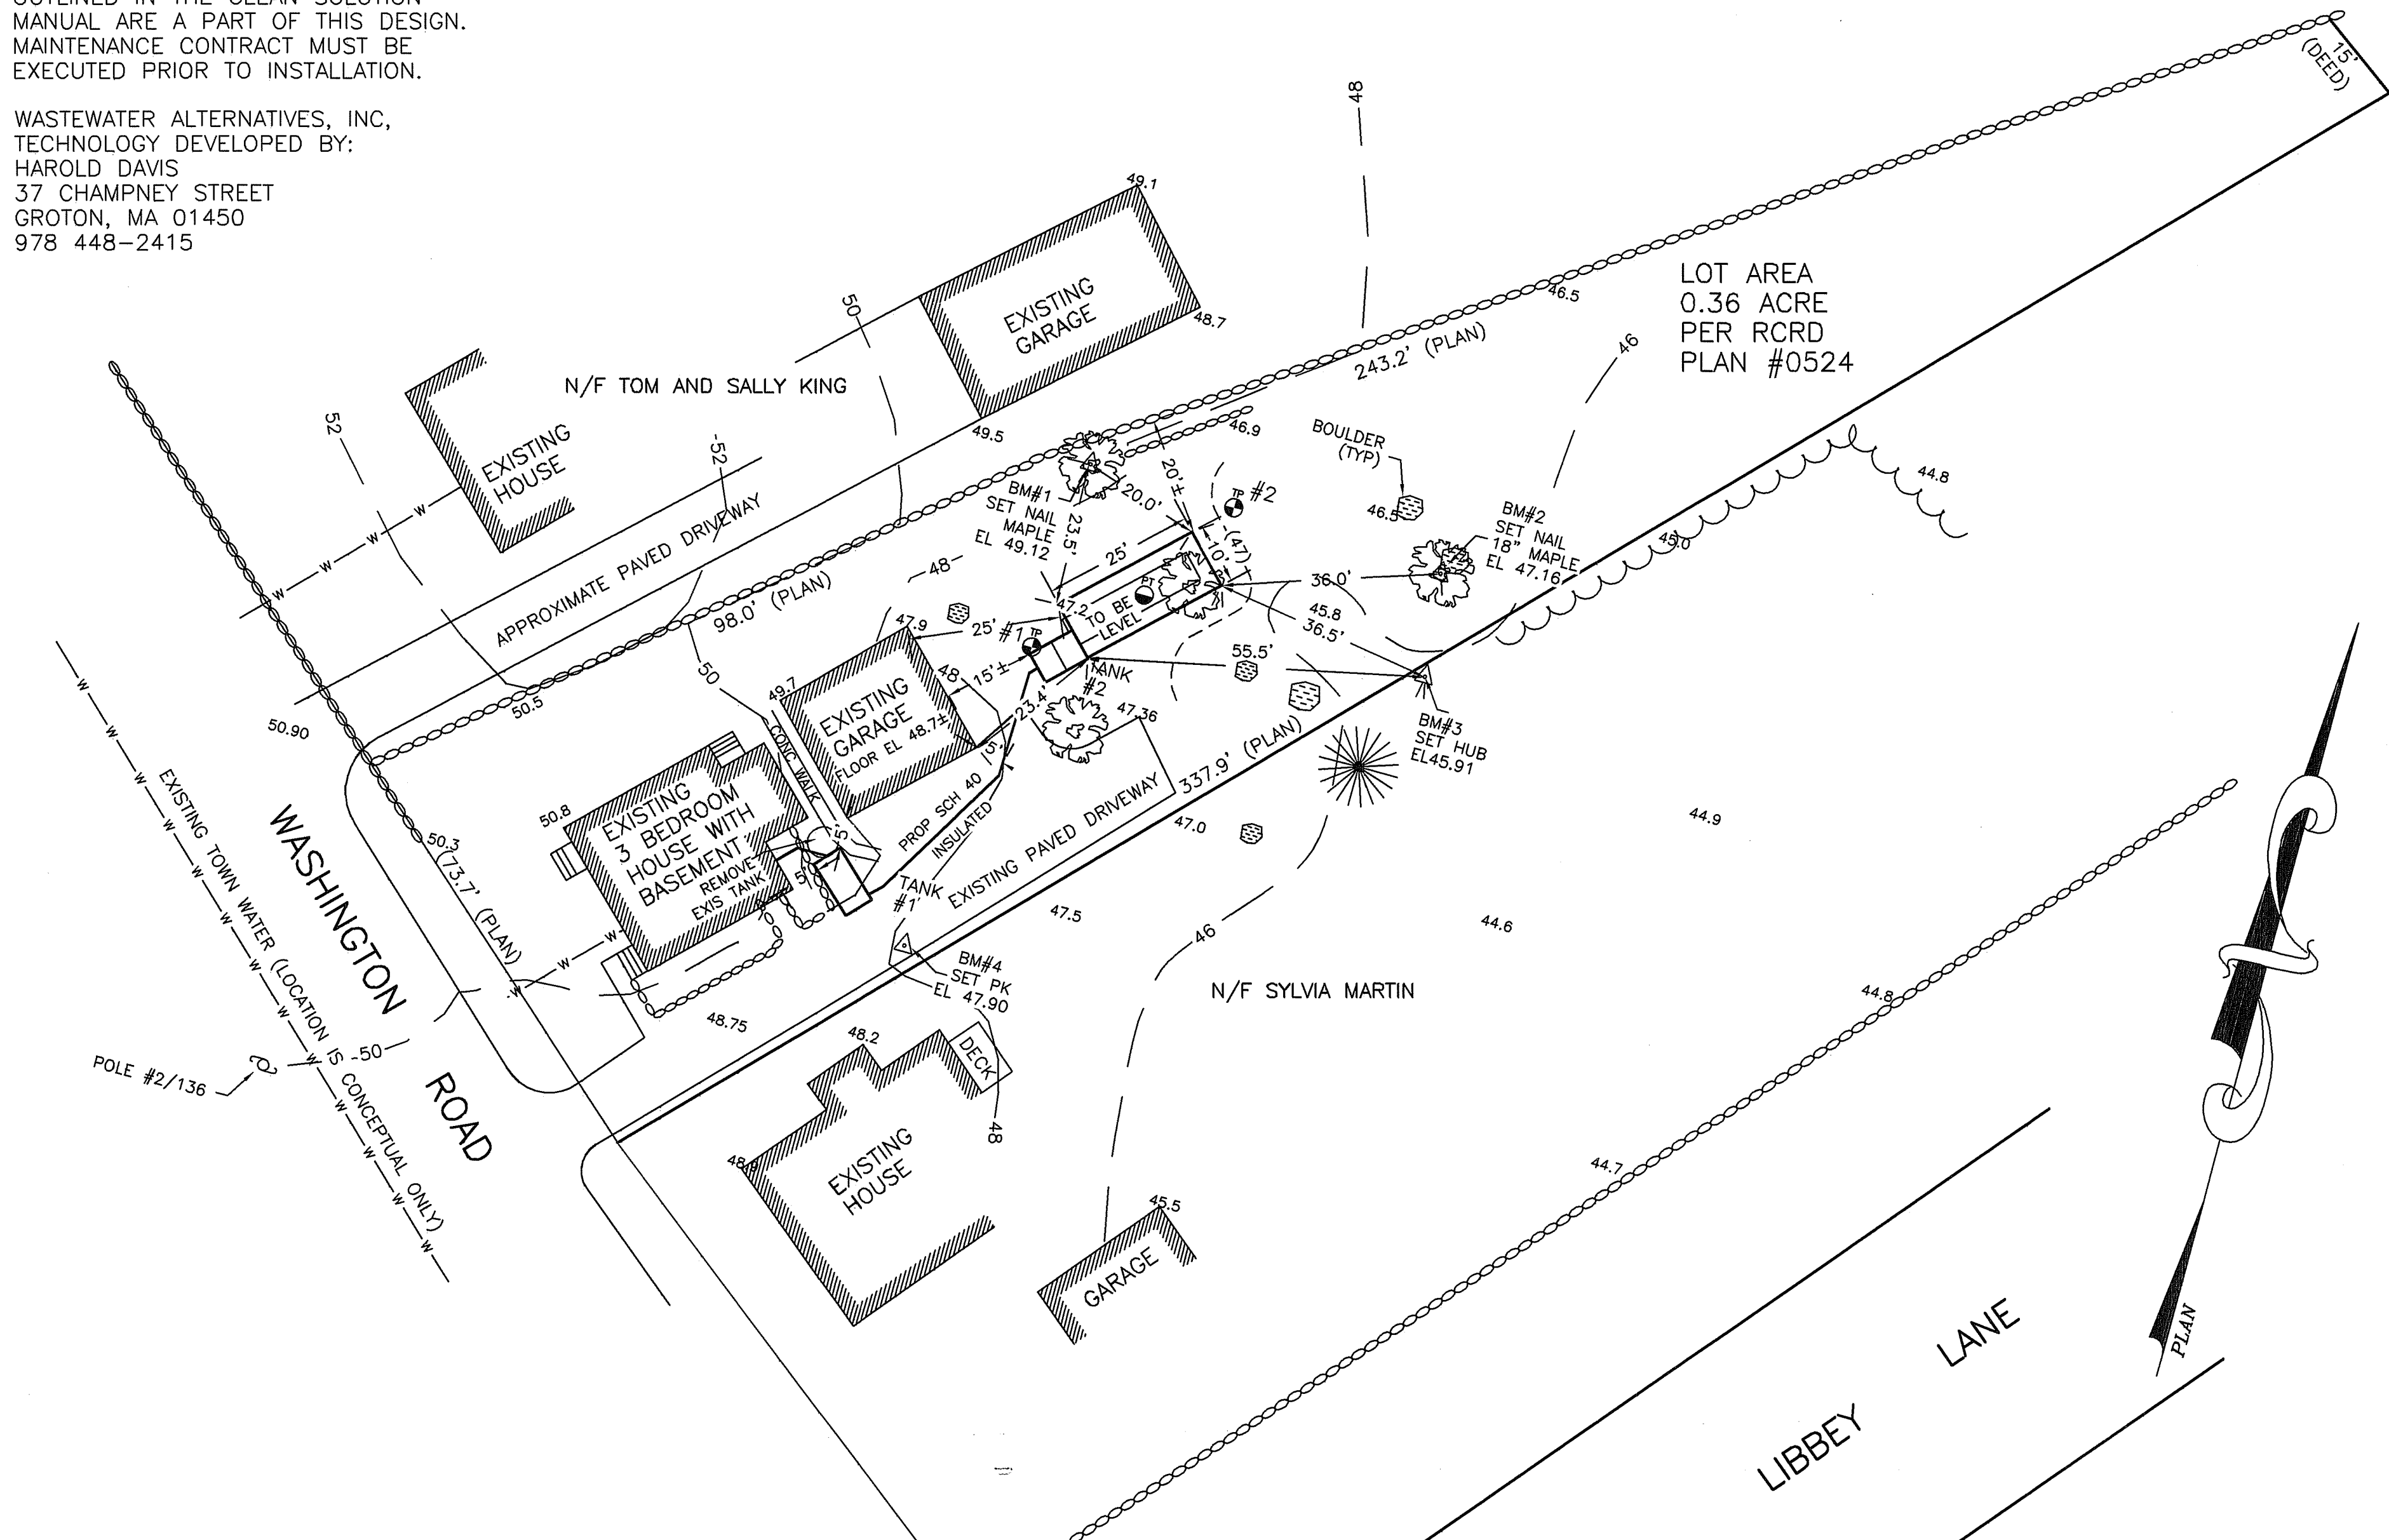 OUTLINED IN THE CLEAN SOLUTION
MANUAL ARE A PART OF THIS DESIGN.
MAINTENANCE CONTRACT MUST BE
EXECUTED PRIOR TO INSTALLATION.
WASTEWATER ALTERNATIVES, INC,
TECHNOLOGY DEVELOPED BY:
HAROLD DAVIS
37 CHAMPNEY STREET
GROTON, MA 01450
978 448-2415
15'
(DEED)
48
49.1
EXISTING
GARAGE
48.7
49.5
50
N/F TOM AND SALLY KING
52
-52
EXISTING
HOUSE
W
W
W
W
APPROXIMATE PAVED DRIVEWAY
98.0' (PLAN)
243.2' (PLAN)
46.5
LOT AREA
0.36 ACRE
PER RCRD
PLAN #0524
46
46.9
BOULDER
(TYP)
46.5
44.8
45.0
BM#1
SET NAIL
MAPLE
EL 49.12
23.5'
20.0'
20'±
TP #2
25'
10'
(47)
48
BM#2
SET NAIL
18" MAPLE
EL 47.16
36.0'
45.8
36.5'
55.5'
47.2
PT
TO BE
LEVEL
25'
#1 TP
15'±
47.9
48
TANK
#2
23.4'
47.36
5'
49.7
50
EXISTING
GARAGE
FLOOR EL 48.7±
CONC WALK
50.5
50.90
50.8
EXISTING
3 BEDROOM
HOUSE WITH
BASEMENT
REMOVE
EXIS TANK
5'
5'
PROP SCH 40
INSULATED
TANK
#1
EXISTING PAVED DRIVEWAY
337.9' (PLAN)
BM#3
SET HUB
EL45.91
47.0
44.9
47.5
44.6
46
50.3
73.7' (PLAN)
W
W
W
BM#4
SET PK
EL 47.90
48.75
N/F SYLVIA MARTIN
44.8
48.2
DECK
48
48.9
EXISTING
HOUSE
45.5
GARAGE
44.7
WASHINGTON
ROAD
EXISTING TOWN WATER (LOCATION IS CONCEPTUAL ONLY)
W
W
W
W
W
W
W
W
W
W
W
W
W
-50
POLE #2/136
LIBBEY
LANE
PLAN